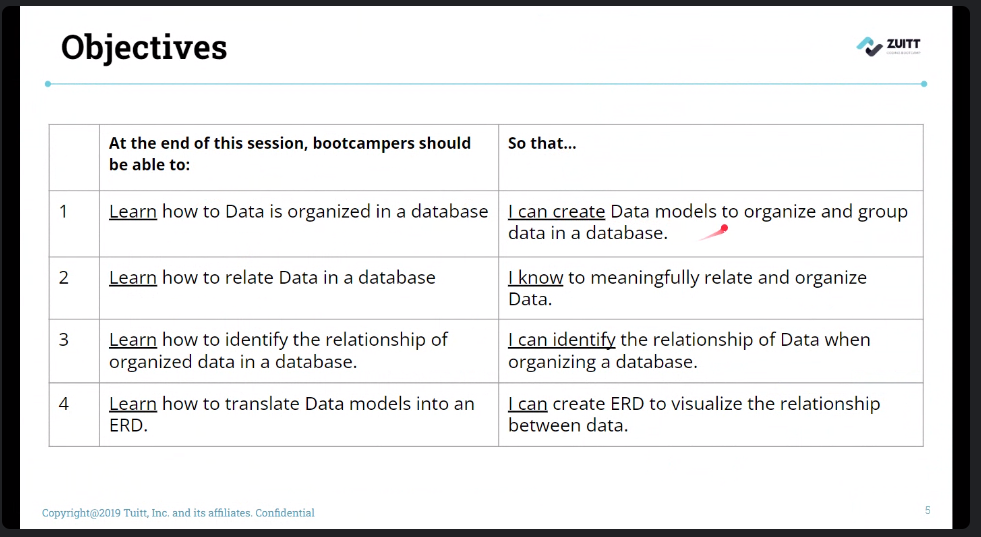 Objectives
ZUITT
At the end of this session, bootcampers should
be able to:
So that...
1
Learn how to Data is organized in a database
I can create Data models to organize and group
data in a database.
2
Learn how to relate Data in a database
I know to meaningfully relate and organize
Data.
3
Learn how to identify the relationship of
organized data in a database.
I can identify the relationship of Data when
organizing a database.
4
Learn how to translate Data models into an
ERD.
I can create ERD to visualize the relationship
between data.
Copyright@2019 Tuitt, Inc. and its affiliates. Confidential
5